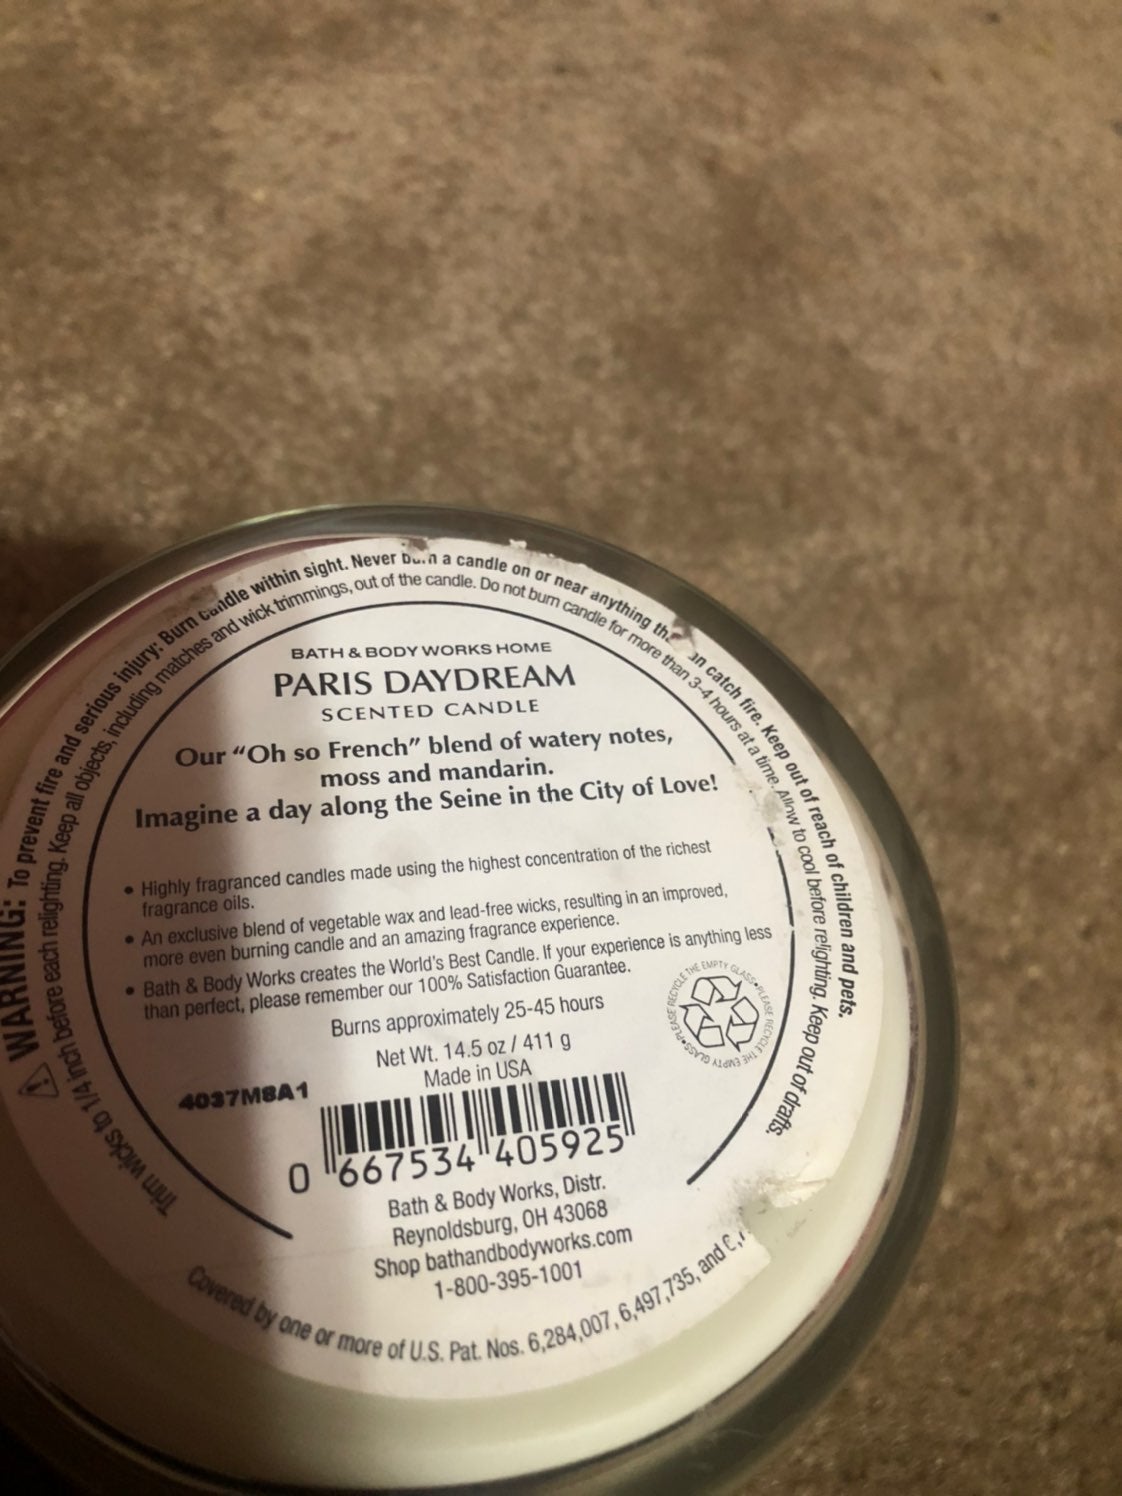 WARNING: To prevent fire and serious injury: Burn candle within sight. Never burn a candle on or near anything that can catch fire. Keep out of reach of children and pets.
Trim wicks to 1/4 inch before each relighting. Keep all objects, including matches and wick trimmings, out of the candle. Do not burn candle for more than 3-4 hours at a time. Allow to cool before relighting. Keep out of drafts.
BATH & BODY WORKS HOME
PARIS DAYDREAM
SCENTED CANDLE
Our “Oh so French” blend of watery notes,
moss and mandarin.
Imagine a day along the Seine in the City of Love!
• Highly fragranced candles made using the highest concentration of the richest
fragrance oils.
• An exclusive blend of vegetable wax and lead-free wicks, resulting in an improved,
more even burning candle and an amazing fragrance experience.
• Bath & Body Works creates the World's Best Candle. If your experience is anything less
than perfect, please remember our 100% Satisfaction Guarantee.
PLEASE RECYCLE THE EMPTY GLASS•PLEASE RECYCLE THE EMPTY GLASS•
Burns approximately 25-45 hours
Net Wt. 14.5 oz / 411 g
Made in USA
4037M8A1
0 667534 405925
Bath & Body Works, Distr.
Reynoldsburg, OH 43068
Shop bathandbodyworks.com
1-800-395-1001
Covered by one or more of U.S. Pat. Nos. 6,284,007, 6,497,735, and